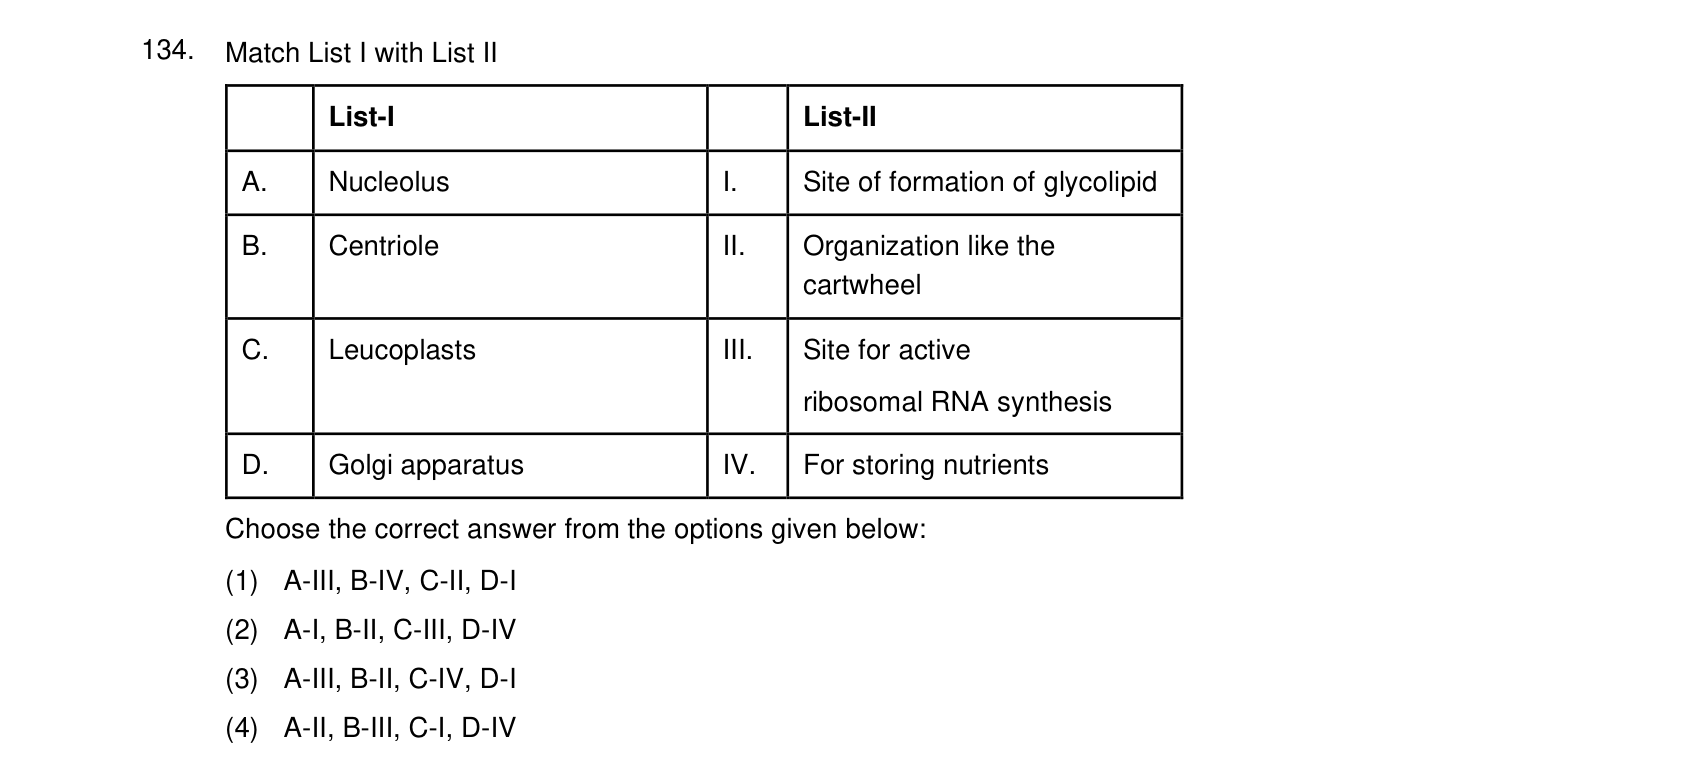 134. Match List I with List II
List-I List-II
A. Nucleolus I. Site of formation of glycolipid
B. Centriole II. Organization like the
cartwheel
C. Leucoplasts III. Site for active
ribosomal RNA synthesis
D. Golgi apparatus IV. For storing nutrients
Choose the correct answer from the options given below:
(1) A-III, B-IV, C-II, D-I
(2) A-I, B-II, C-III, D-IV
(3) A-III, B-II, C-IV, D-I
(4) A-II, B-III, C-I, D-IV